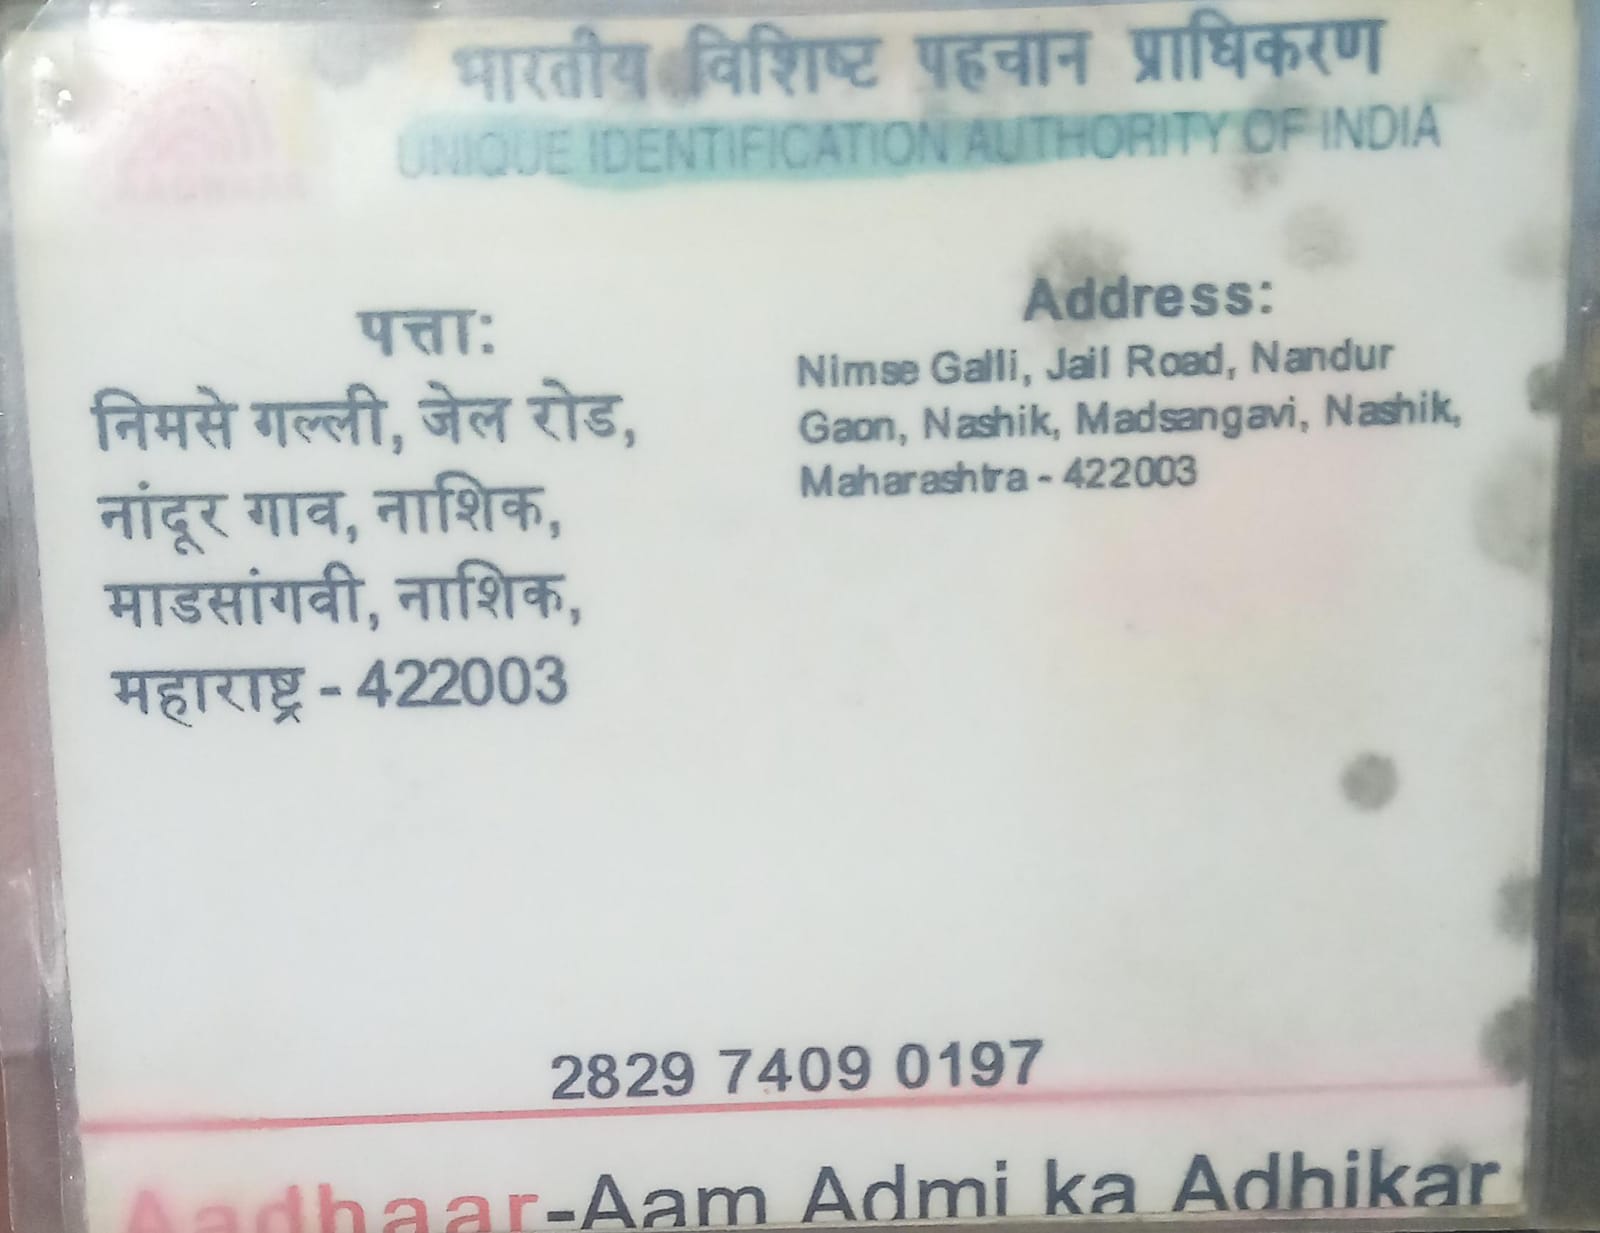 भारतीय विशिष्ट पहचान प्राधिकरण
UNIQUE IDENTIFICATION AUTHORITY OF INDIA
पत्ता:
निमसे गल्ली, जेल रोड,
नांदूर गाव, नाशिक,
माडसांगवी, नाशिक,
महाराष्ट्र - 422003
Address:
Nimse Galli, Jail Road, Nandur
Gaon, Nashik, Madsangavi, Nashik,
Maharashtra - 422003
2829 7409 0197
Aadhaar-Aam Admi ka Adhikar